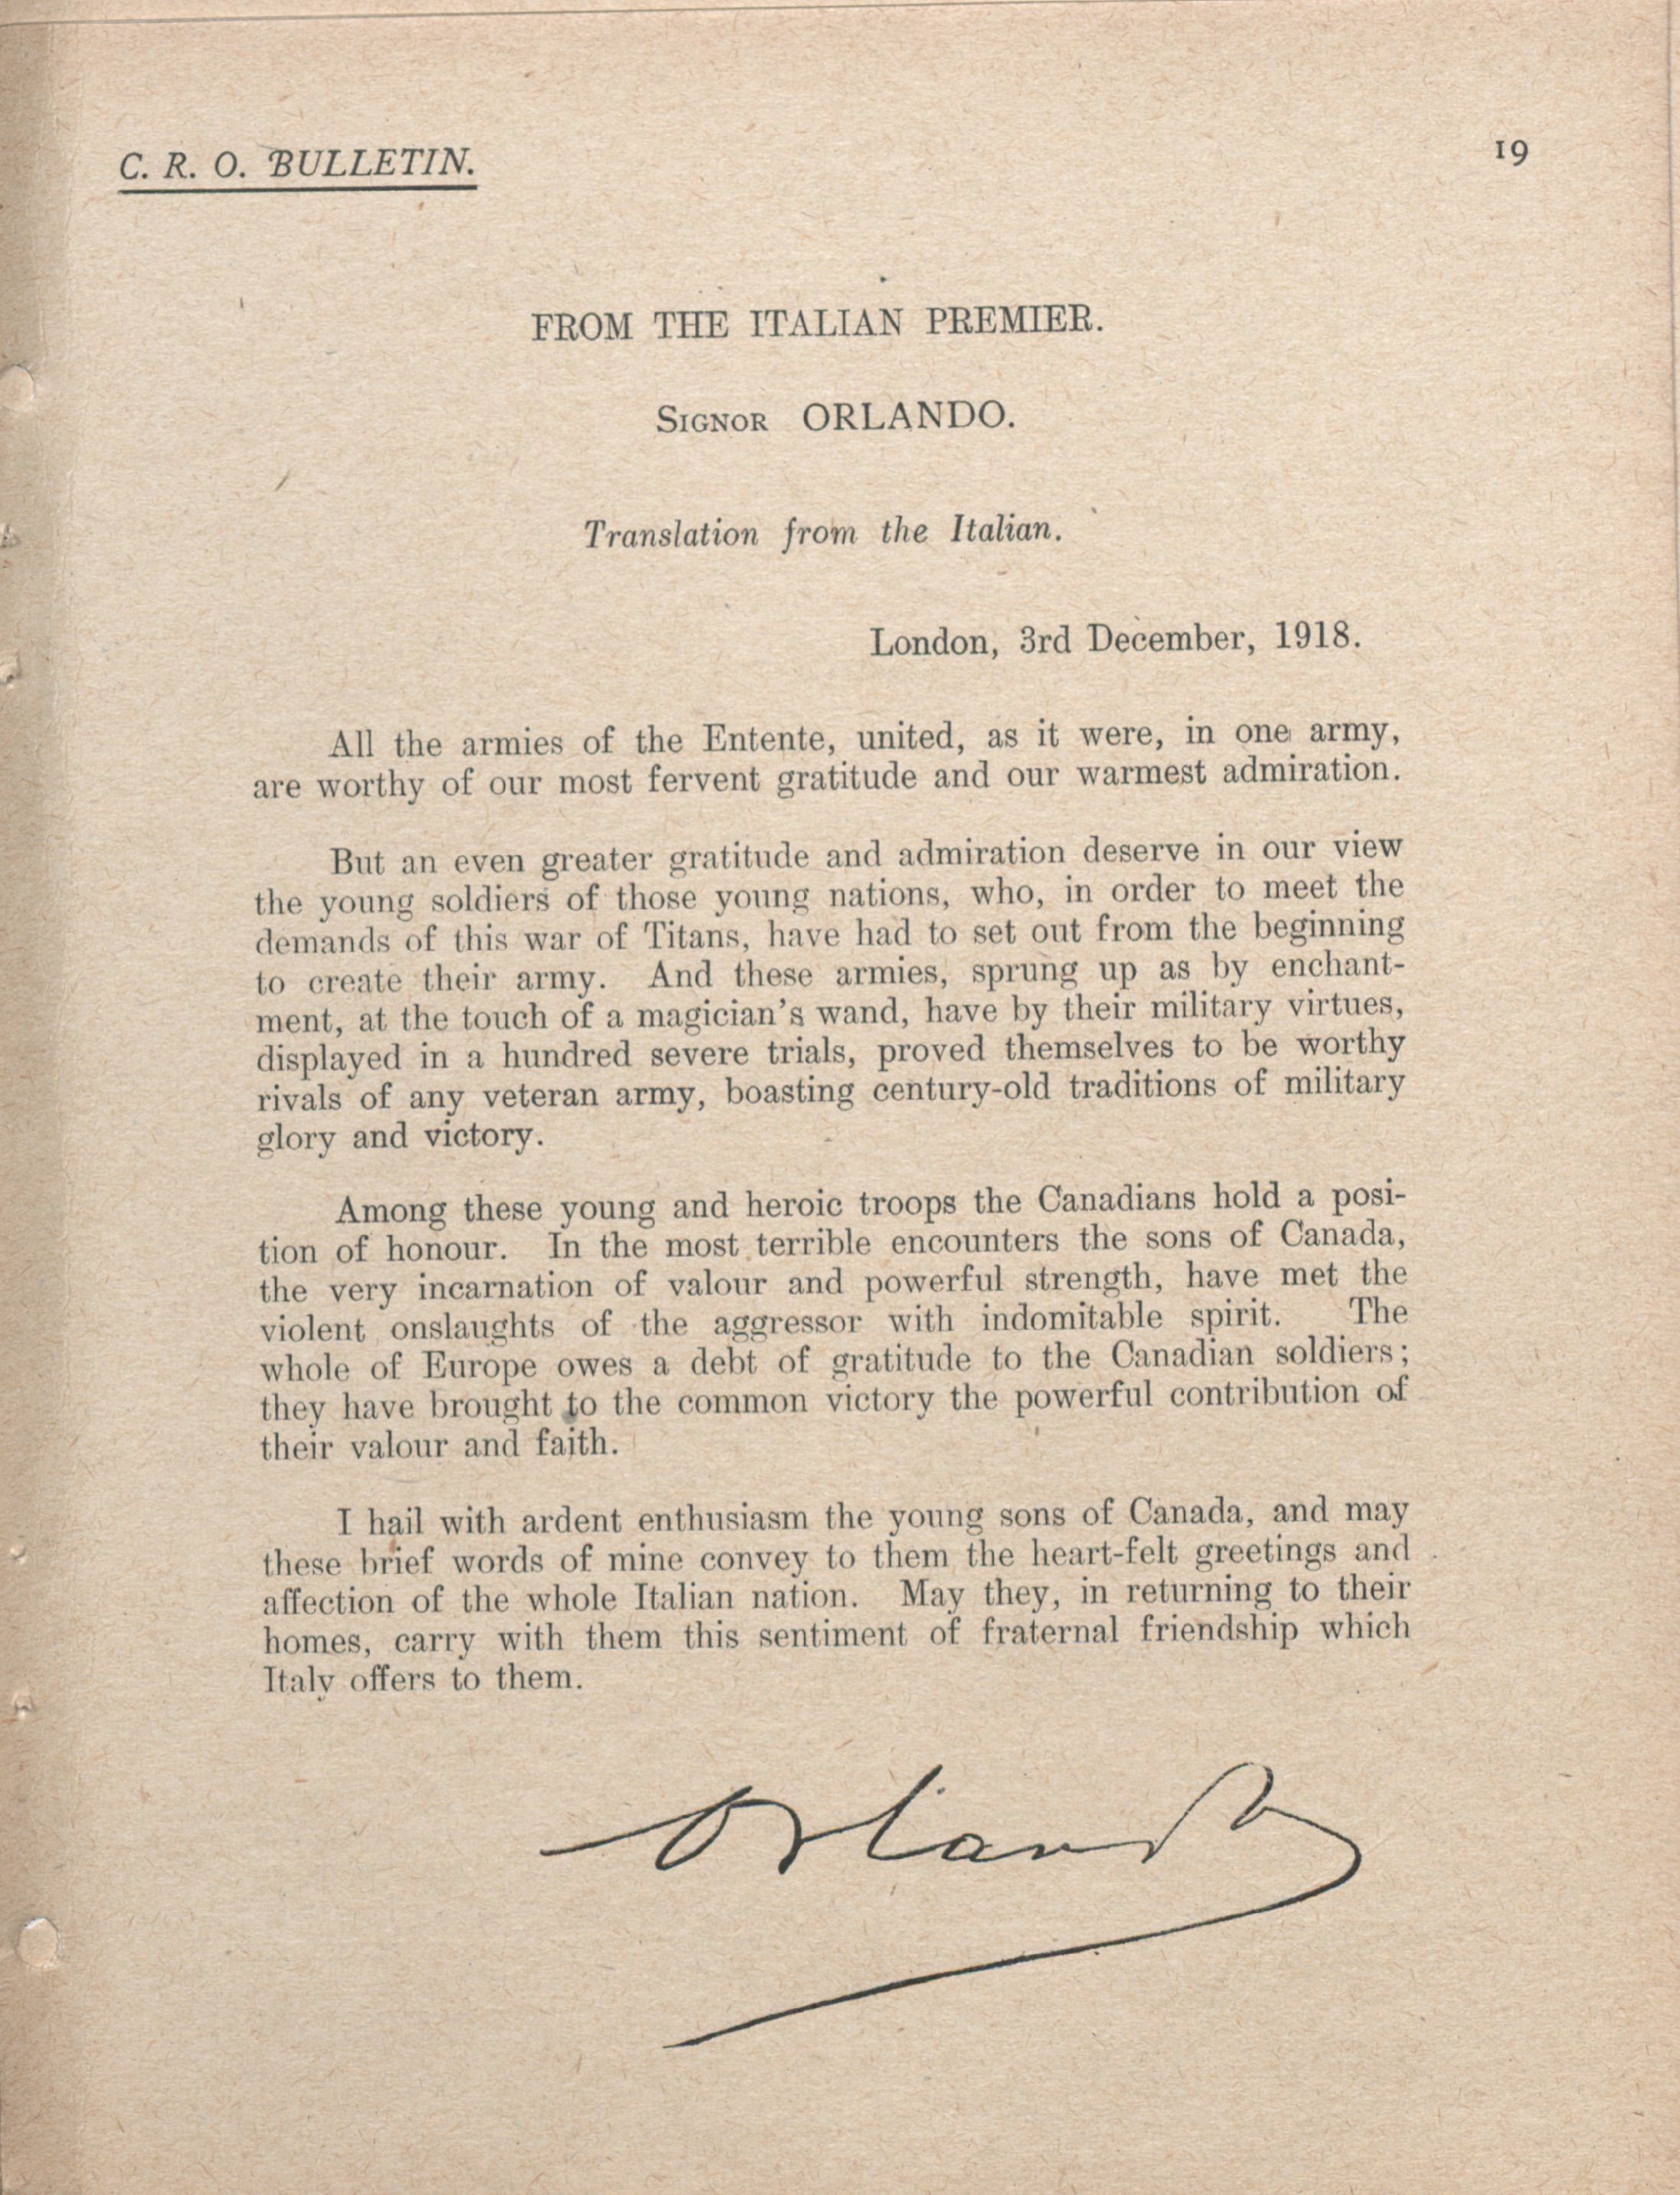 C. R. O. BULLETIN.
19
FROM THE ITALIAN PREMIER.
SIGNOR ORLANDO.
Translation from the Italian.
London, 3rd December, 1918.
All the armies of the Entente, united, as it were, in one army,
are worthy of our most fervent gratitude and our warmest admiration.
But an even greater gratitude and admiration deserve in our view
the young soldiers of those young nations, who, in order to meet the
demands of this war of Titans, have had to set out from the beginning
to create their army. And these armies, sprung up as by enchant-
ment, at the touch of a magician's wand, have by their military virtues,
displayed in a hundred severe trials, proved themselves to be worthy
rivals of any veteran army, boasting century-old traditions of military
glory and victory.
Among these young and heroic troops the Canadians hold a posi-
tion of honour. In the most terrible encounters the sons of Canada,
the very incarnation of valour and powerful strength, have met the
violent onslaughts of the aggressor with indomitable spirit. The
whole of Europe owes a debt of gratitude to the Canadian soldiers;
they have brought to the common victory the powerful contribution of
their valour and faith.
I hail with ardent enthusiasm the young sons of Canada, and may
these brief words of mine convey to them the heart-felt greetings and
affection of the whole Italian nation. May they, in returning to their
homes, carry with them this sentiment of fraternal friendship which
Italy offers to them.
Orlando